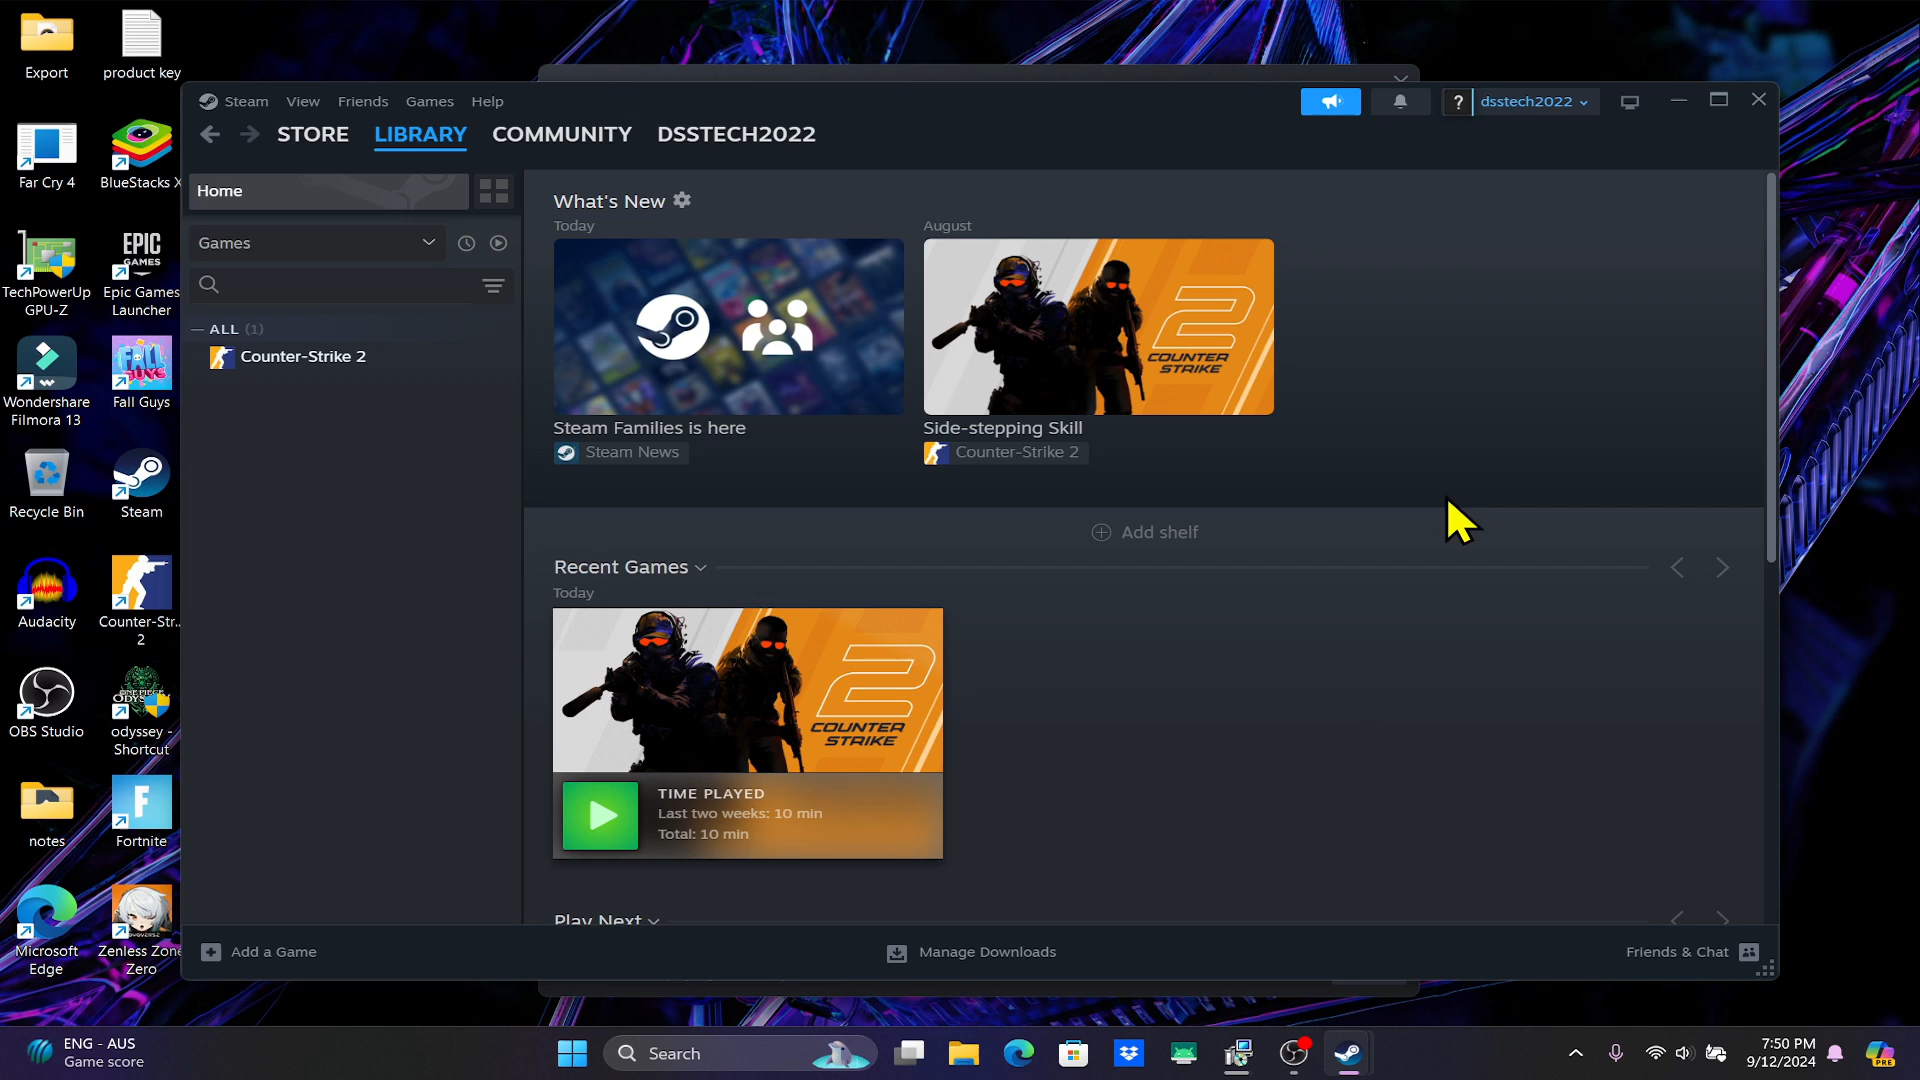 Export
product key
Far Cry 4
BlueStacks X
TechPowerUp
GPU-Z
EPIC
GAMES
Epic Games
Launcher
Wondershare
Filmora 13
FALL
GUYS
Fall Guys
Recycle Bin
Steam
Audacity
Counter-Str...
2
OBS Studio
odyssey -
Shortcut
notes
Fortnite
Microsoft
Edge
Zenless Zone
Zero
Steam View Friends Games Help
? dsstech2022
STORE LIBRARY COMMUNITY DSSTECH2022
Home
Games
ALL (1)
Counter-Strike 2
What's New
Today
August
2
COUNTER
STRIKE
Steam Families is here
Steam News
Side-stepping Skill
Counter-Strike 2
Add shelf
Recent Games
Today
2
COUNTER
STRIKE
TIME PLAYED
Last two weeks: 10 min
Total: 10 min
Play Next
Add a Game
Manage Downloads
Friends & Chat
ENG - AUS
Game score
Search
7:50 PM
9/12/2024
PRE